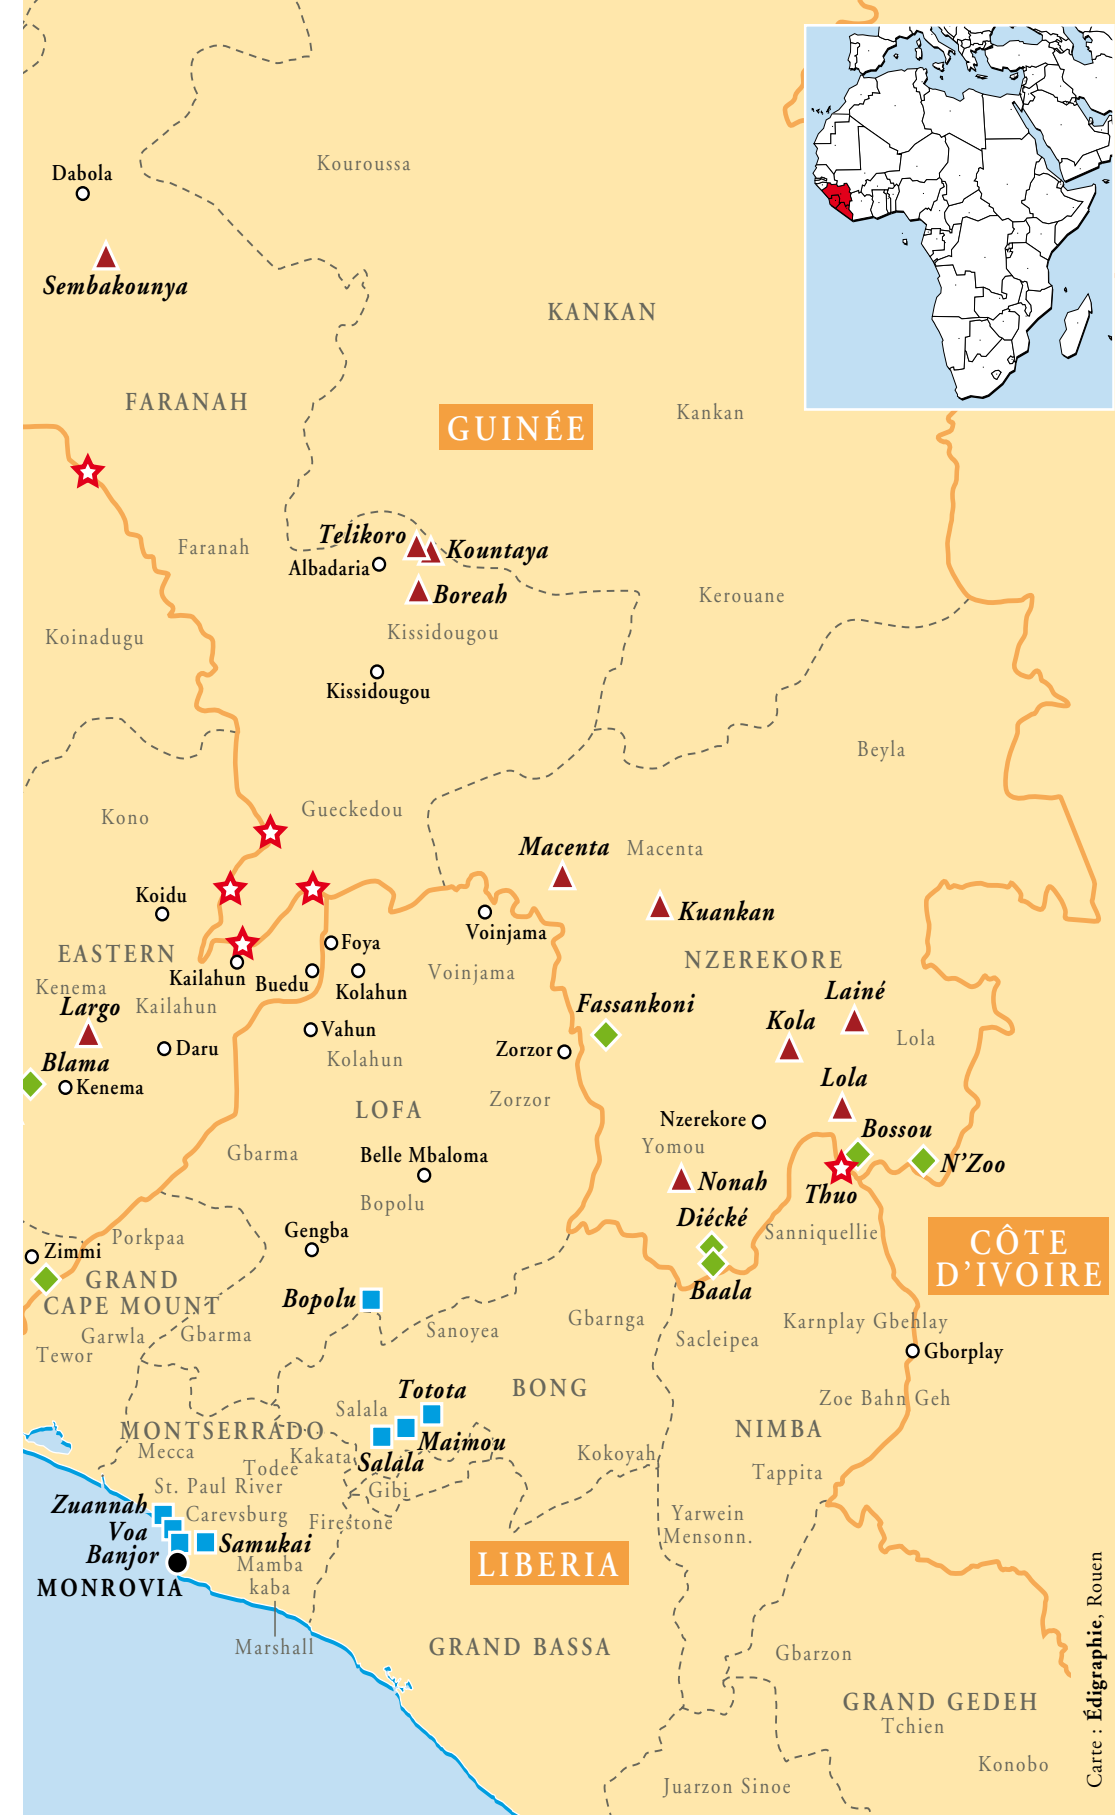 Kouroussa
Dabola
Sembakounya
KANKAN
FARANAH
Kankan
GUINÉE
Telikoro
Faranah
Kountaya
Albadaria
Boreah
Kerouane
Kissidougou
Koinadugu
Kissidougou
Beyla
Gueckedou
Kono
Macenta
Macenta
Koidu
Kuankan
Voinjama
Foya
EASTERN
NZEREKORE
Kailahun
Buedu
Voinjama
Kenema
Kolahun
Lainé
Largo
Kailahun
Fassankoni
Kola
Vahun
Lola
Daru
Zorzor
Kolahun
Blama
Lola
Kenema
Zorzor
LOFA
Nzerekore
Bossou
Yomou
Gbarma
Belle Mbaloma
N'Zoo
Nonah
Thuo
Bopolu
Diécké
Gengba
Sanniquellie
Porkpaa
Zimmi
CÔTE
D'IVOIRE
GRAND
CAPE MOUNT
Baala
Bopolu
Gbarnga
Karnplay Gbehlay
Garwla
Gbarma
Sanoyea
Sacleipea
Tewor
Gborplay
Totota
BONG
Zoe Bahn Geh
Salala
MONTSERRADO
NIMBA
Maimou
Mecca
Kakata
Kokoyah
Salala
Todee
Tappita
St. Paul River
Gibi
Zuannah
Carevsburg
Yarwein
Mensonn.
Firestone
Voa
Samukai
Banjor
LIBERIA
Mamba
kaba
MONROVIA
Marshall
GRAND BASSA
Gbarzon
GRAND GEDEH
Tchien
Konobo
Juarzon Sinoe
Carte : Édigraphie, Rouen